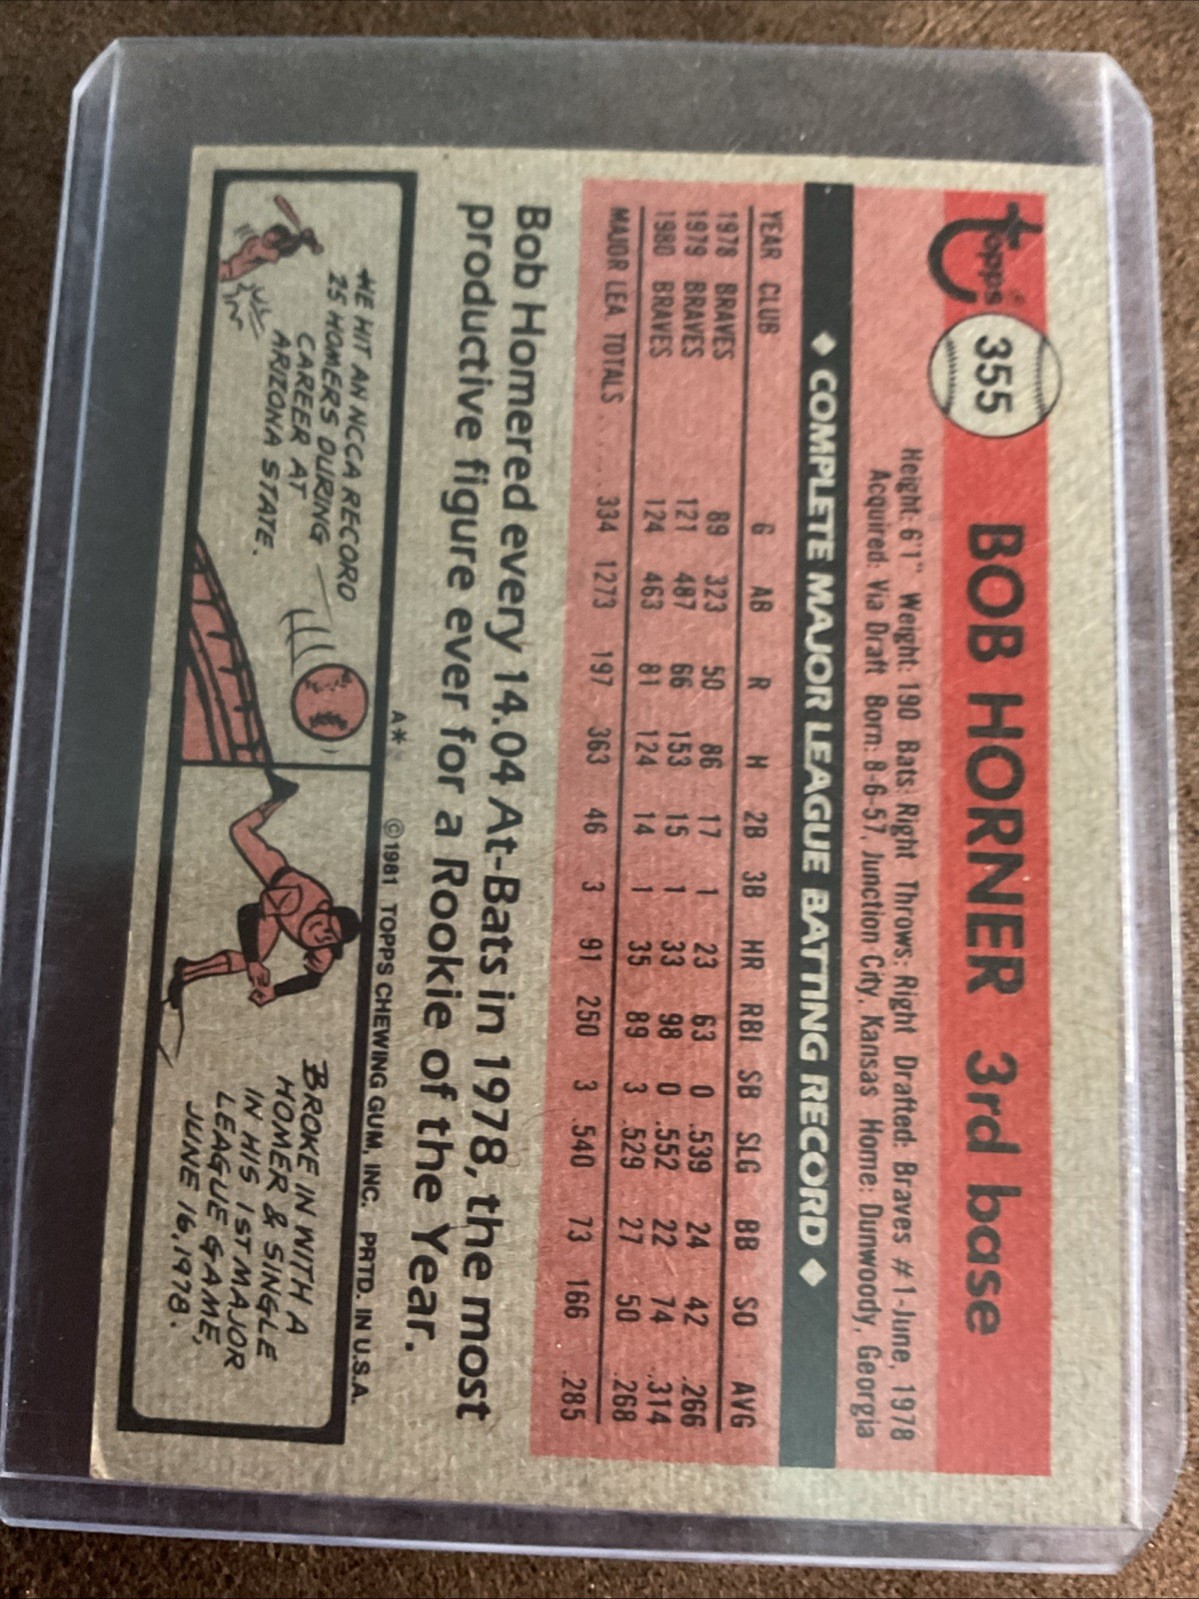 Topps
355
BOB HORNER 3rd base
Height: 6'1" Weight: 190 Bats: Right Throws: Right Drafted: Braves #1-June, 1978
Acquired: Via Draft Born: 8-6-57, Junction City, Kansas Home: Dunwoody, Georgia
◆ COMPLETE MAJOR LEAGUE BATTING RECORD ◆
YEAR CLUB G AB R H 2B 3B HR RBI SB SLG BB SO AVG
1978 BRAVES 89 323 50 86 17 1 23 63 0 .539 24 42 .266
1979 BRAVES 121 487 66 153 15 1 33 98 0 .552 22 74 .314
1980 BRAVES 124 463 81 124 14 1 35 89 3 .529 27 50 .268
MAJOR LEA TOTALS .... 334 1273 197 363 46 3 91 250 3 .540 73 166 .285
Bob Homered every 14.04 At-Bats in 1978, the most
productive figure ever for a Rookie of the Year.
A* ©1981 TOPPS CHEWING GUM, INC. PRTD. IN U.S.A.
HE HIT AN NCCA RECORD
25 HOMERS DURING
CAREER AT
ARIZONA STATE.
BROKE IN WITH A
HOMER & SINGLE
IN HIS 1ST MAJOR
LEAGUE GAME,
JUNE 16, 1978.